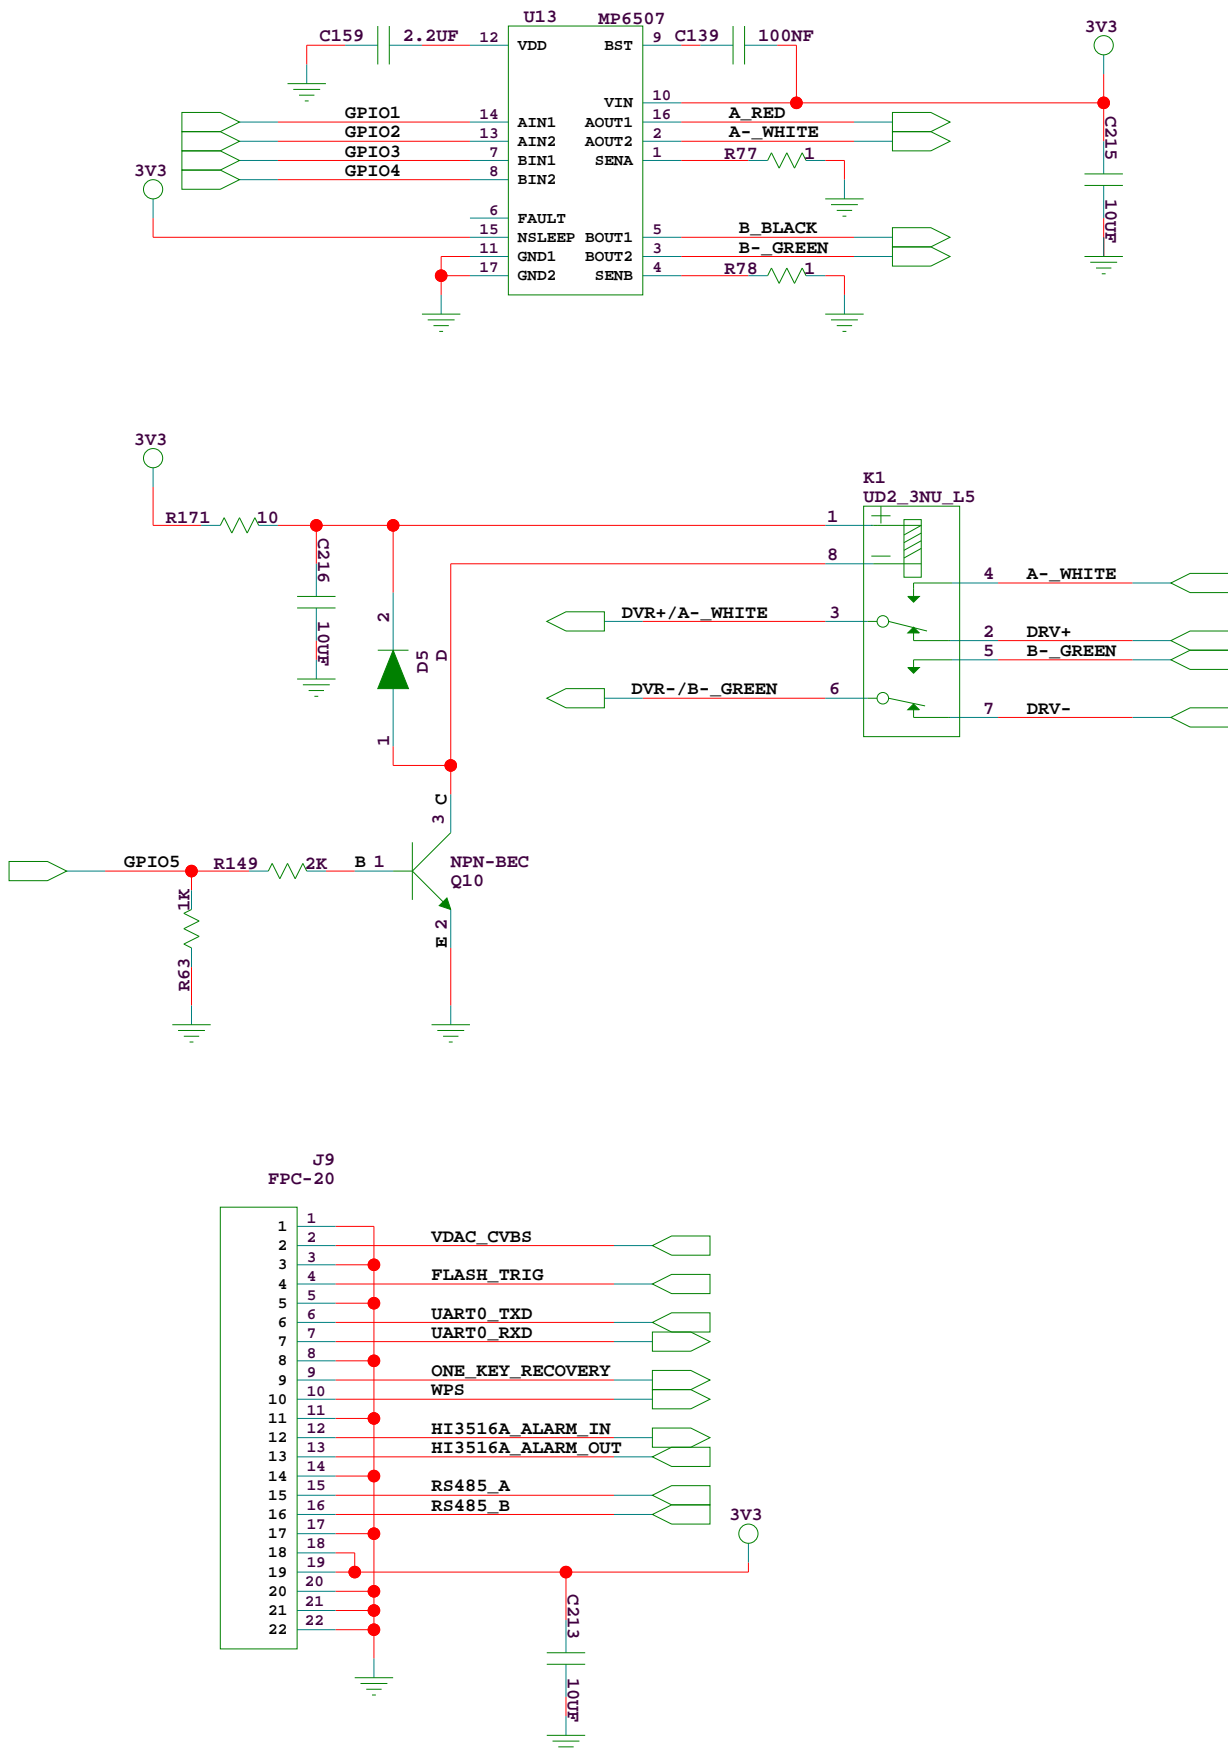 U13 MP6507
C159 2.2UF 12 VDD BST 9 C139 100NF 3V3
VIN 10
GPIO1 14 AIN1 AOUT1 16 A_RED
GPIO2 13 AIN2 AOUT2 2 A-_WHITE
GPIO3 7 BIN1 SENA 1 R77 1
GPIO4 8 BIN2
3V3
C215
10UF
6 FAULT
15 NSLEEP BOUT1 5 B_BLACK
11 GND1 BOUT2 3 B-_GREEN
17 GND2 SENB 4 R78 1
3V3
R171 10
C216
10UF
2
D5
D
1
K1
UD2_3NU_L5
1 +
8 −
4 A-_WHITE
DVR+/A-_WHITE 3
2 DRV+
5 B-_GREEN
DVR-/B-_GREEN 6
7 DRV-
3 C
GPIO5 R149 2K B 1
NPN-BEC
Q10
E 2
1K
R63
J9
FPC-20
1 1
2 2 VDAC_CVBS
3 3
4 4 FLASH_TRIG
5 5
6 6 UART0_TXD
7 7 UART0_RXD
8 8
9 9 ONE_KEY_RECOVERY
10 10 WPS
11 11
12 12 HI3516A_ALARM_IN
13 13 HI3516A_ALARM_OUT
14 14
15 15 RS485_A
16 16 RS485_B
17 17
18 18
19 19
20 20
21 21
22 22
3V3
C213
10UF